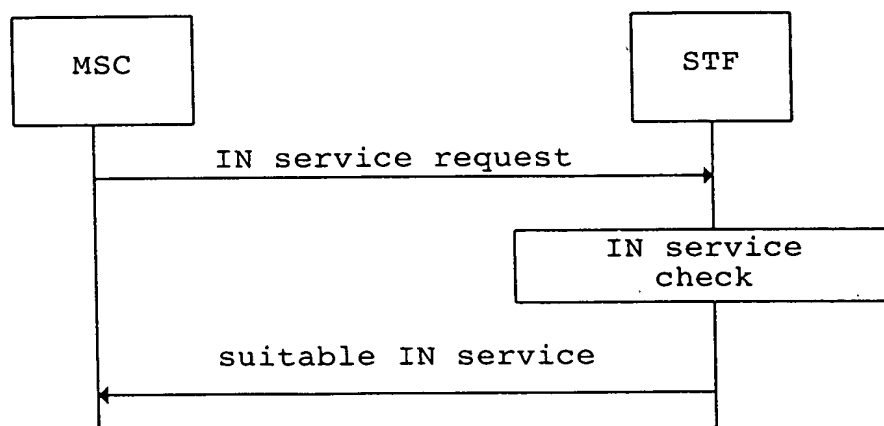 MSC
STF
IN service request
IN service
check
suitable IN service